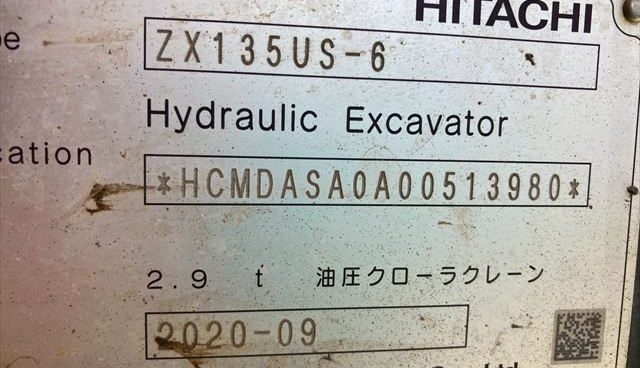 HITACHI
ZX135US-6
Hydraulic Excavator
*HCMDASA0A00513980*
2.9 t 油圧クローラクレーン
2020-09